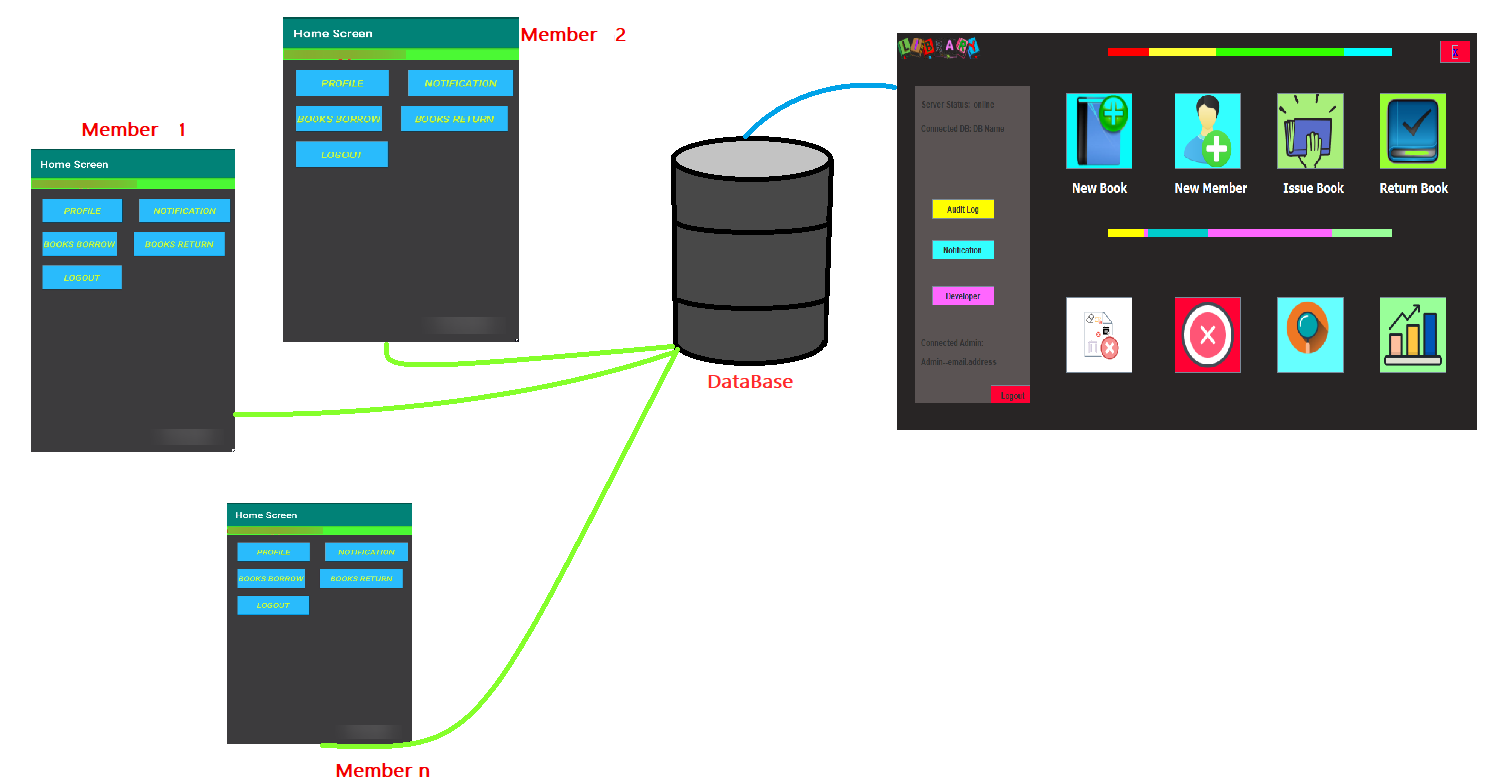 Member 1
Home Screen
PROFILE
NOTIFICATION
BOOKS BORROW
BOOKS RETURN
LOGOUT
Member 2
Home Screen
PROFILE
NOTIFICATION
BOOKS BORROW
BOOKS RETURN
LOGOUT
Home Screen
PROFILE
NOTIFICATION
BOOKS BORROW
BOOKS RETURN
LOGOUT
Member n
DataBase
LIBRARY
Server Status: online
Connected DB: DB Name
Audit Log
Notification
Developer
Connected Admin:
Admin--email.address
Logout
New Book
New Member
Issue Book
Return Book